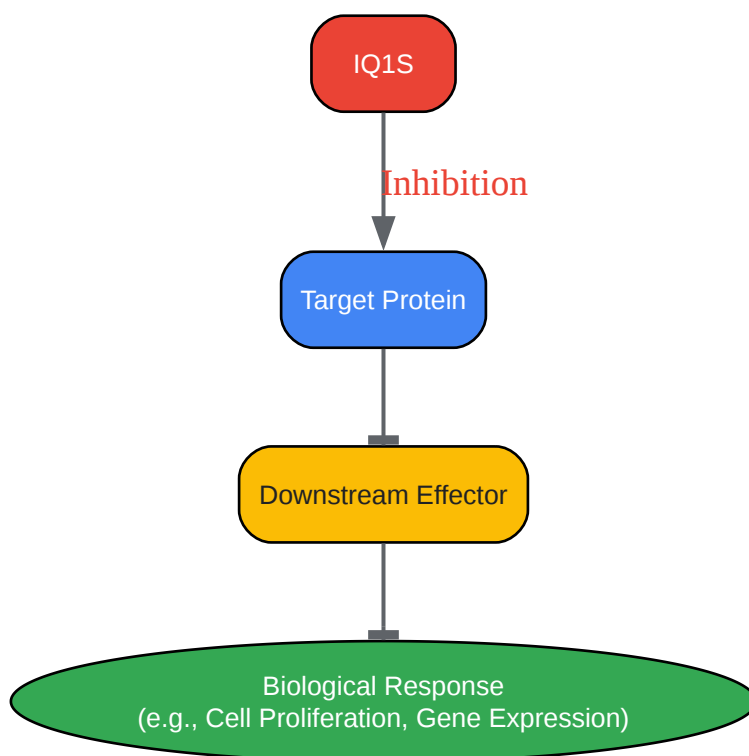 IQ1S
Inhibition
Target Protein
Downstream Effector
Biological Response
(e.g., Cell Proliferation, Gene Expression)